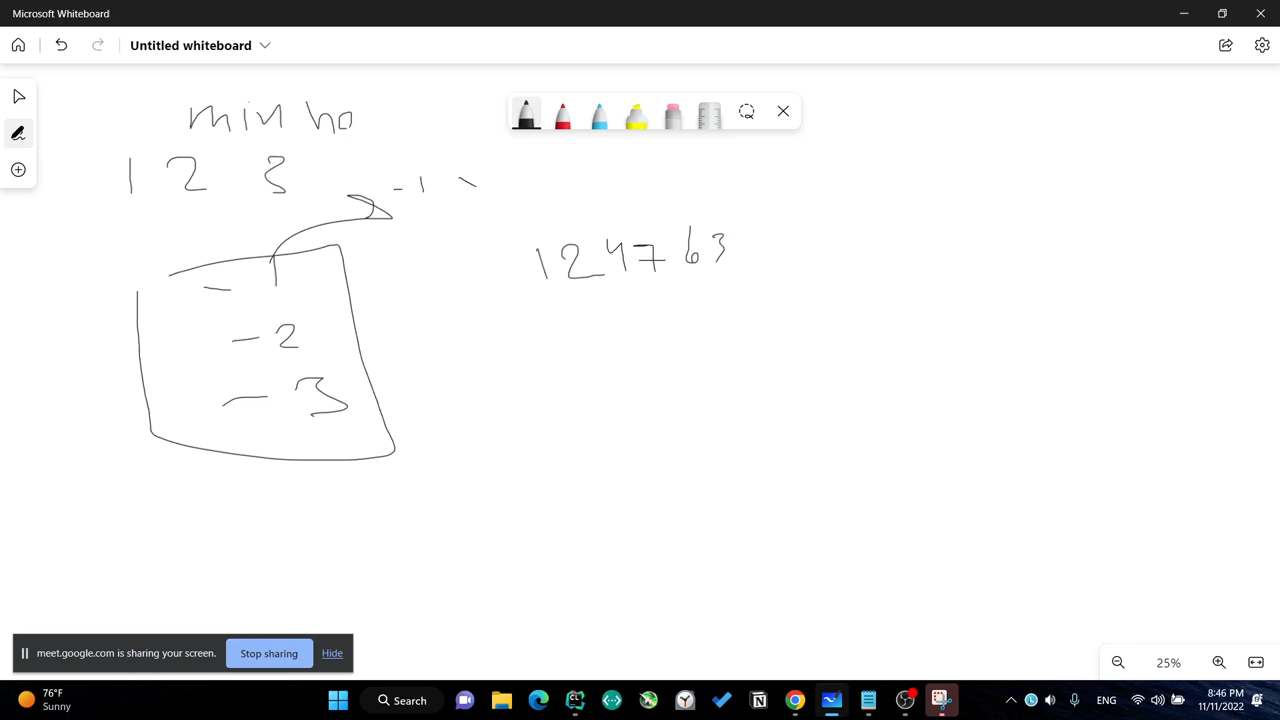 Microsoft Whiteboard
Untitled whiteboard
min ho
1 2 3
- 1
- 1
- 2
- 3
1 2 4 7 6 3
meet.google.com is sharing your screen. Stop sharing Hide
25%
76°F
Sunny
Search
ENG
8:46 PM
11/11/2022